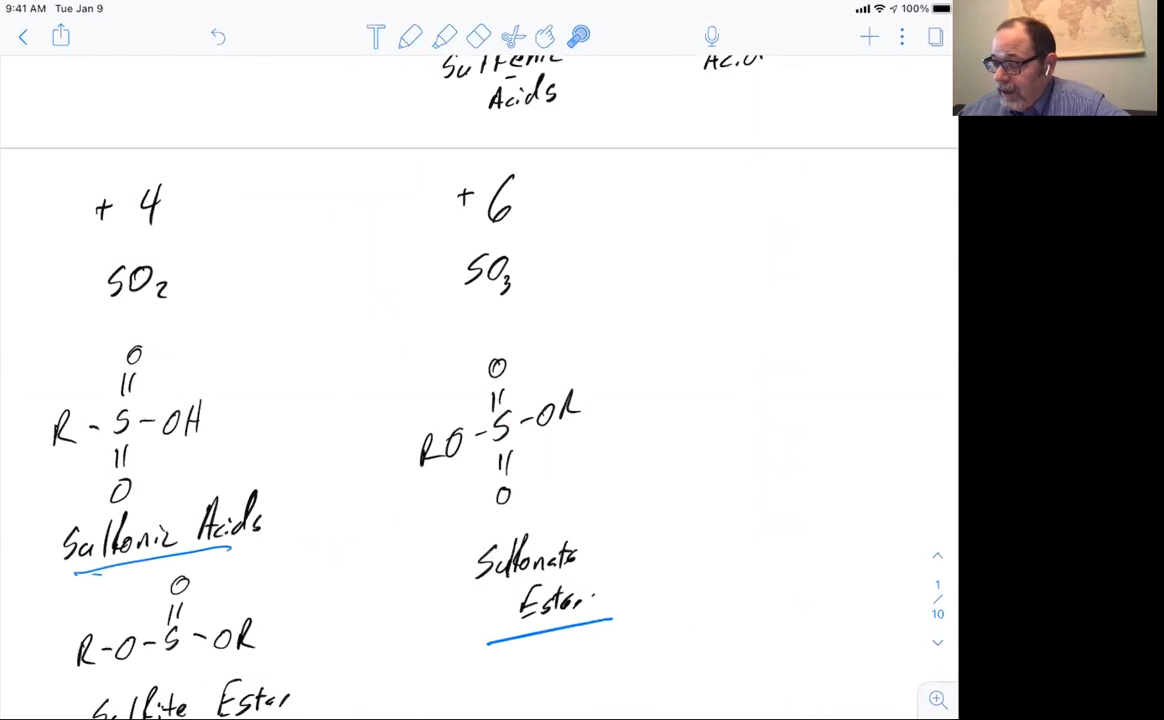 9:41 AM Tue Jan 9
100%
T
Sulfenic
Acids
+ 4
+ 6
SO2
SO3
O
||
R - S - OH
||
O
Sulfonic Acids
O
||
RO - S - OR
||
O
Sulfonate
Ester
O
||
R-O-S-OR
Sulfite Ester
1
/
10